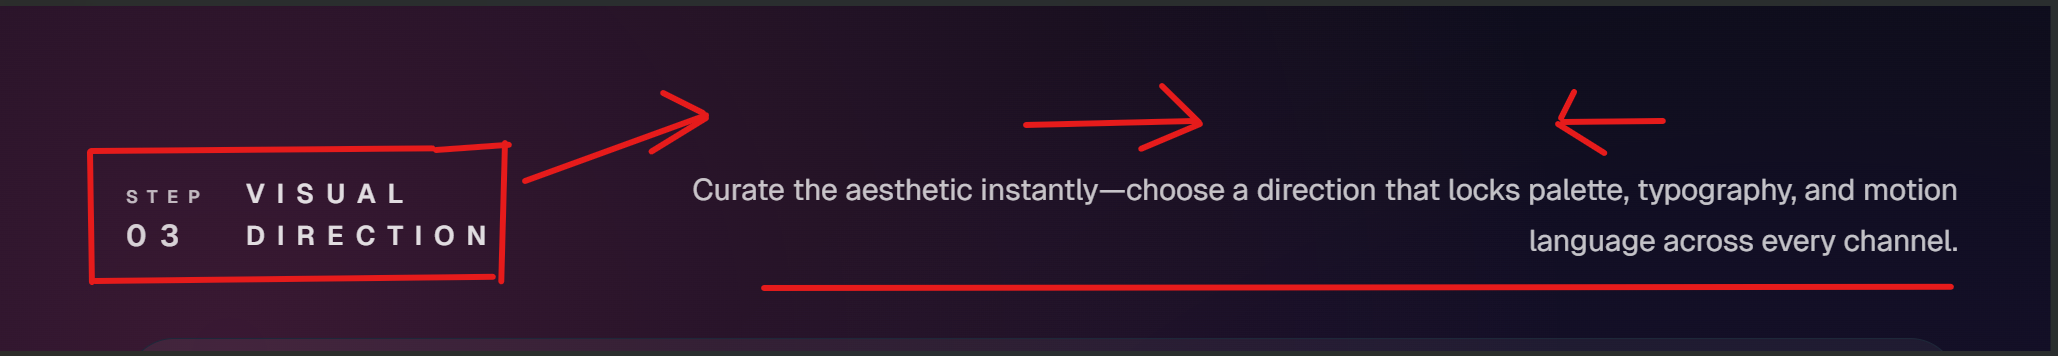 STEP
03
VISUAL
DIRECTION
Curate the aesthetic instantly—choose a direction that locks palette, typography, and motion
language across every channel.